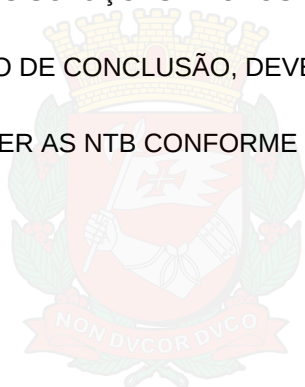 O DE CONCLUSÃO, DEVE
ER AS NTB CONFORME
NON DVCOR DVCO